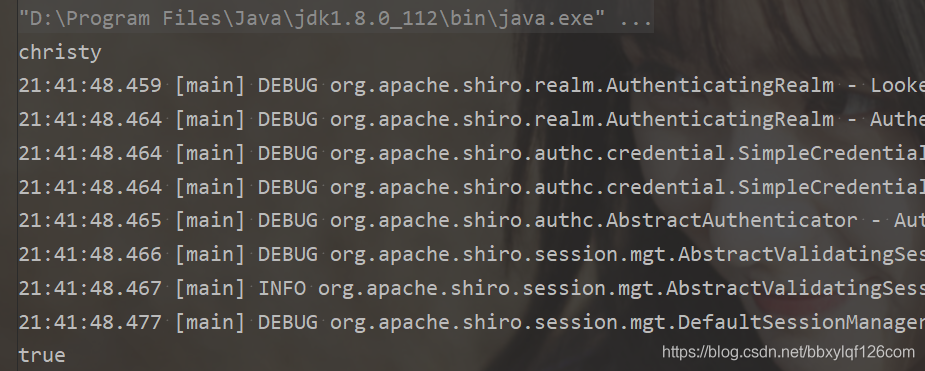 "D:\Program Files\Java\jdk1.8.0_112\bin\java.exe" ...
christy
21:41:48.459 [main] DEBUG org.apache.shiro.realm.AuthenticatingRealm - Looke
21:41:48.464 [main] DEBUG org.apache.shiro.realm.AuthenticatingRealm - Authe
21:41:48.464 [main] DEBUG org.apache.shiro.authc.credential.SimpleCredential
21:41:48.464 [main] DEBUG org.apache.shiro.authc.credential.SimpleCredential
21:41:48.465 [main] DEBUG org.apache.shiro.authc.AbstractAuthenticator - Aut
21:41:48.466 [main] DEBUG org.apache.shiro.session.mgt.AbstractValidatingSes
21:41:48.467 [main] INFO org.apache.shiro.session.mgt.AbstractValidatingSess
21:41:48.477 [main] DEBUG org.apache.shiro.session.mgt.DefaultSessionManager
true
https://blog.csdn.net/bbxylqf126com